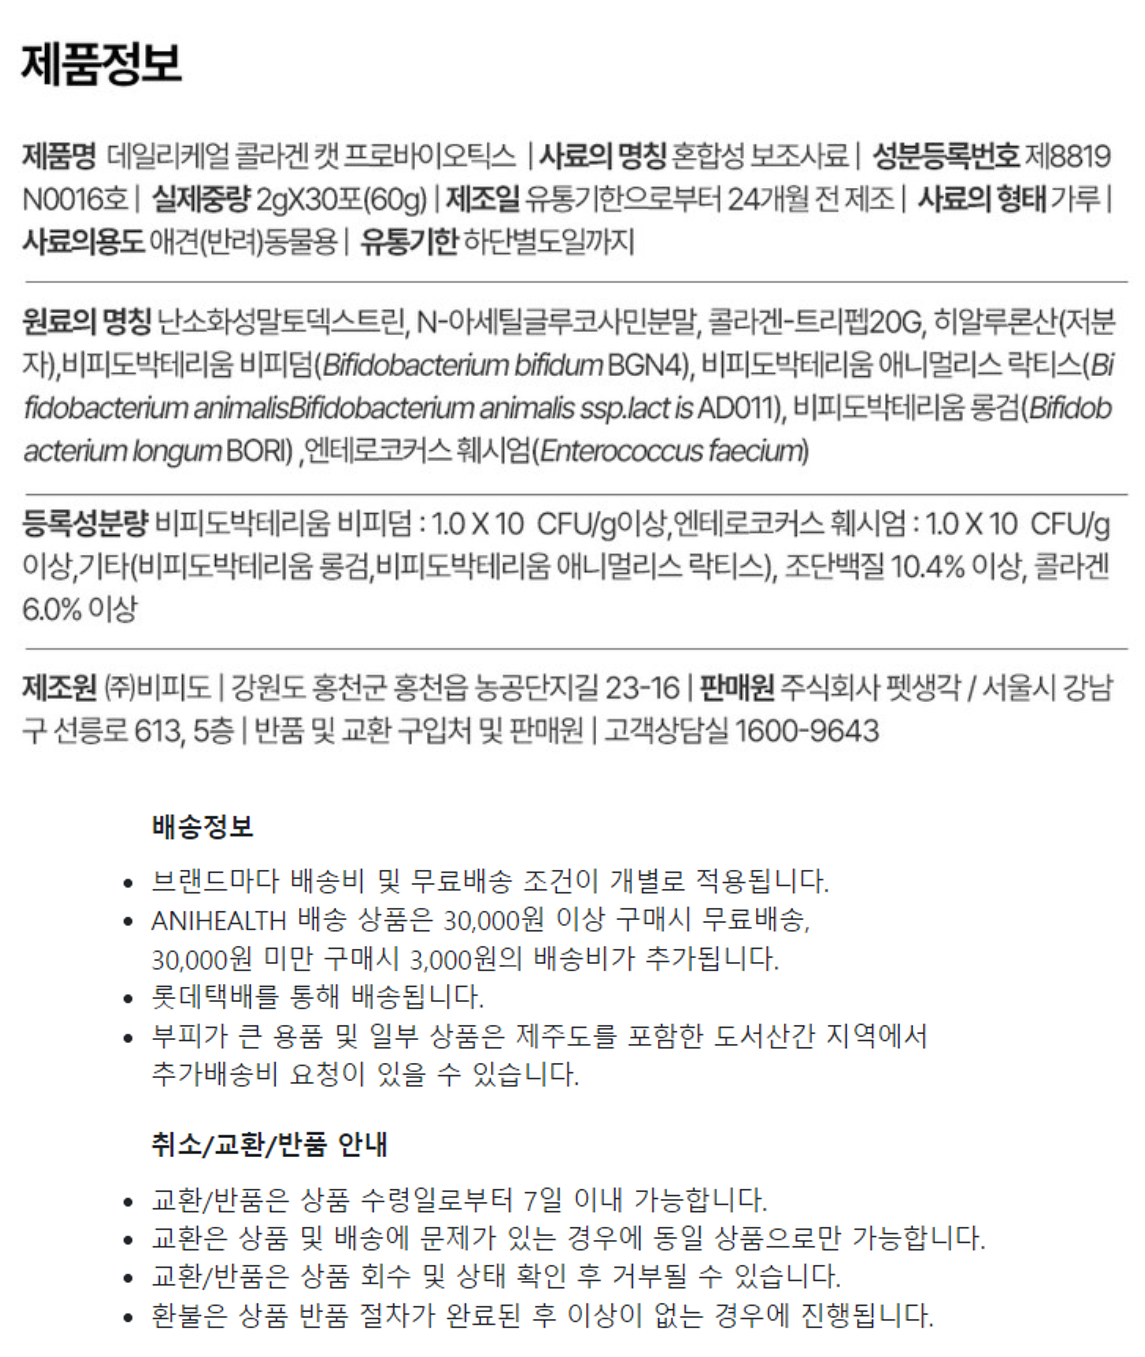 제품정보
제품명 데일리케얼 콜라겐 캣 프로바이오틱스 | 사료의 명칭 혼합성 보조사료 | 성분등록번호 제8819
N0016호 | 실제중량 2gX30포(60g) | 제조일 유통기한으로부터 24개월 전 제조 | 사료의 형태 가루 |
사료의용도 애견(반려)동물용 | 유통기한 하단별도일까지
원료의 명칭 난소화성말토덱스트린, N-아세틸글루코사민분말, 콜라겐-트리펩20G, 히알루론산(저분
자),비피도박테리움 비피덤(Bifidobacterium bifidum BGN4), 비피도박테리움 애니멀리스 락티스(Bi
fidobacterium animalisBifidobacterium animalis ssp.lact is AD011), 비피도박테리움 롱검(Bifidob
acterium longum BORI) ,엔테로코커스 훼시엄(Enterococcus faecium)
등록성분량 비피도박테리움 비피덤 : 1.0 X 10 CFU/g이상,엔테로코커스 훼시엄 : 1.0 X 10 CFU/g
이상,기타(비피도박테리움 롱검,비피도박테리움 애니멀리스 락티스), 조단백질 10.4% 이상, 콜라겐
6.0% 이상
제조원 ㈜비피도 | 강원도 홍천군 홍천읍 농공단지길 23-16 | 판매원 주식회사 펫생각 / 서울시 강남
구 선릉로 613, 5층 | 반품 및 교환 구입처 및 판매원 | 고객상담실 1600-9643
배송정보
• 브랜드마다 배송비 및 무료배송 조건이 개별로 적용됩니다.
• ANIHEALTH 배송 상품은 30,000원 이상 구매시 무료배송,
30,000원 미만 구매시 3,000원의 배송비가 추가됩니다.
• 롯데택배를 통해 배송됩니다.
• 부피가 큰 용품 및 일부 상품은 제주도를 포함한 도서산간 지역에서
추가배송비 요청이 있을 수 있습니다.
취소/교환/반품 안내
• 교환/반품은 상품 수령일로부터 7일 이내 가능합니다.
• 교환은 상품 및 배송에 문제가 있는 경우에 동일 상품으로만 가능합니다.
• 교환/반품은 상품 회수 및 상태 확인 후 거부될 수 있습니다.
• 환불은 상품 반품 절차가 완료된 후 이상이 없는 경우에 진행됩니다.